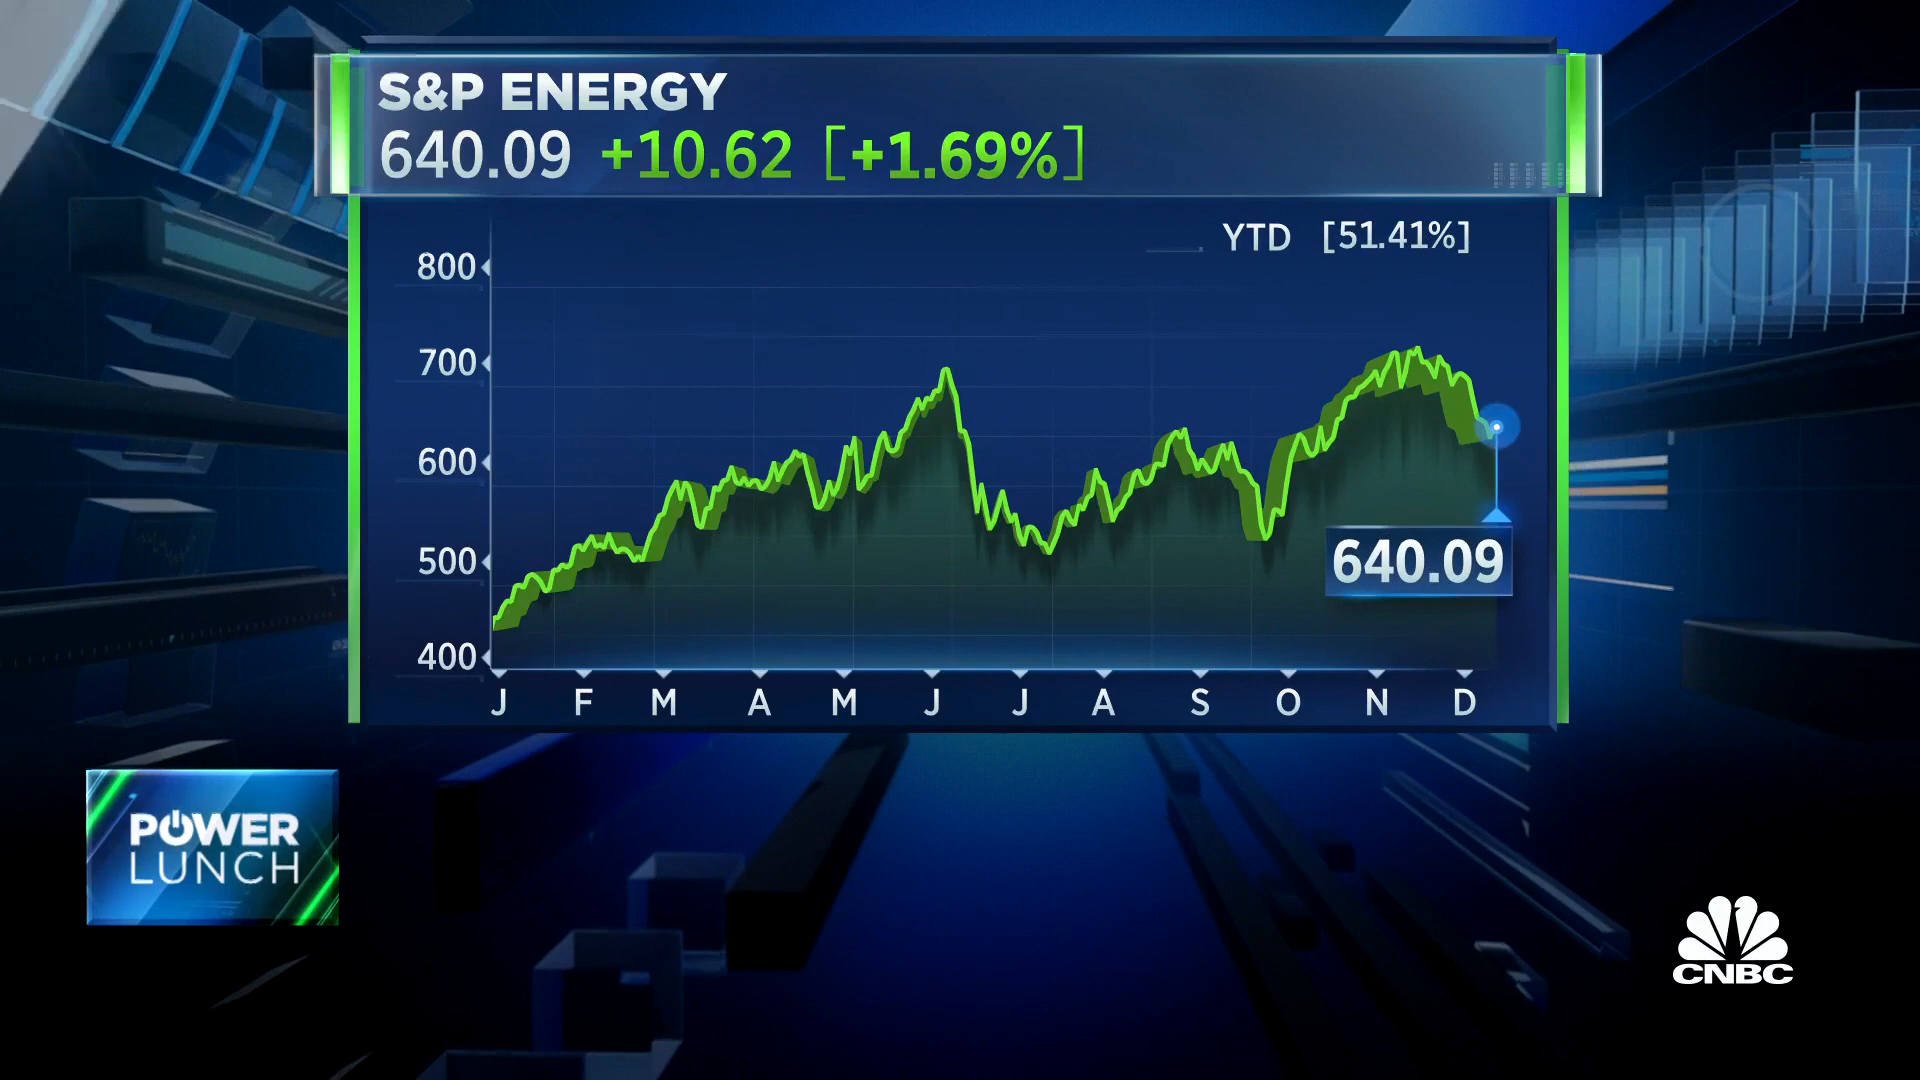 S&P ENERGY
640.09 +10.62 [+1.69%]
YTD [51.41%]
800
700
600
500
400
640.09
J F M A M J J A S O N D
POWER
LUNCH
CNBC